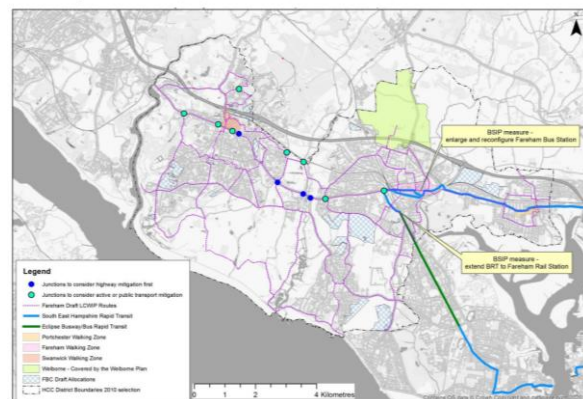 N
BSIP measure -
enlarge and reconfigure Fareham Bus
Station
BSIP measure -
extend BRT to Fareham Rail Station
Legend
Junctions to consider highway mitigation first
Junctions to consider active or public transport mitigation
Fareham Draft LCWIP Routes
South East Hampshire Rapid Transit
Eclipse Busway/Bus Rapid Transit
Portchester Walking Zone
Fareham Walking Zone
Swanwick Walking Zone
Welborne - Covered by the Welborne Plan
FBC Draft Allocations
HCC District Boundaries 2010 selection
0 1 2 4 Kilometres